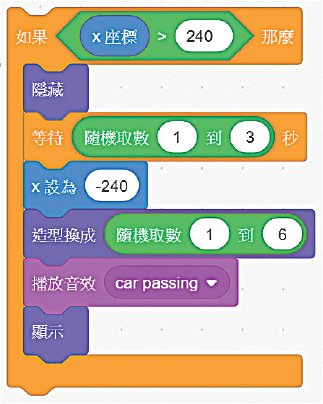 如果 x 座標 > 240 那麼
隱藏
等待 隨機取數 1 到 3 秒
x 設為 -240
造型換成 隨機取數 1 到 6
播放音效 car passing
顯示